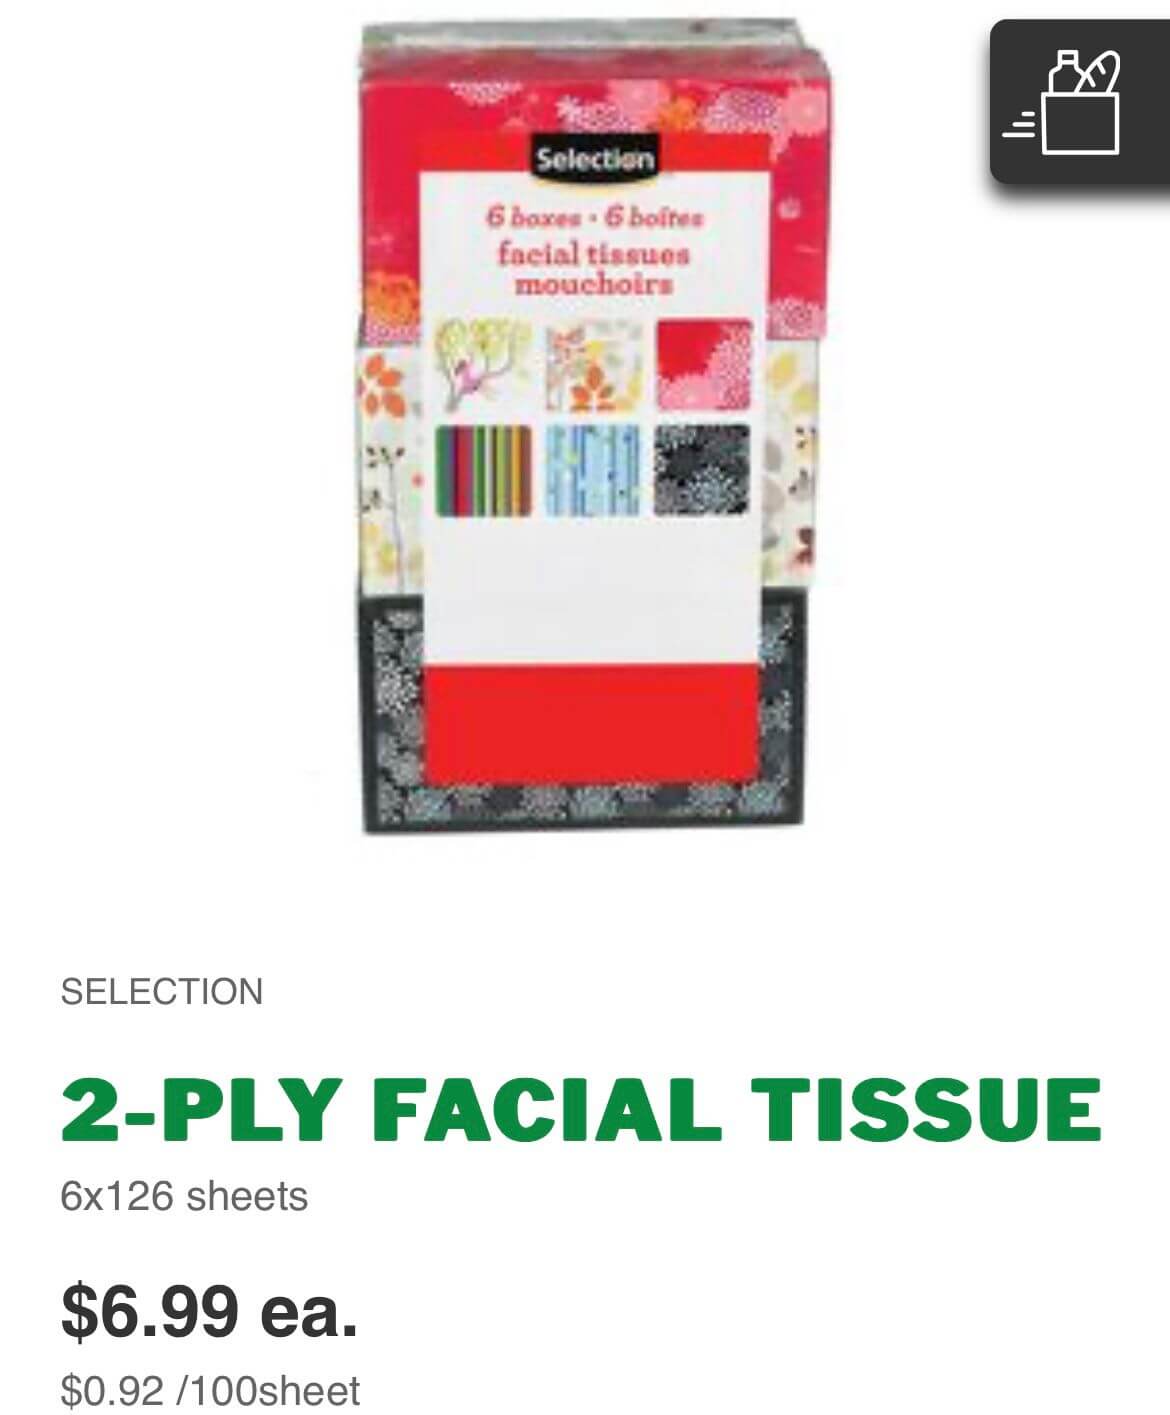 Selection
6 boxes • 6 boîtes
facial tissues
mouchoirs
SELECTION
2-PLY FACIAL TISSUE
6x126 sheets
$6.99 ea.
$0.92 /100sheet